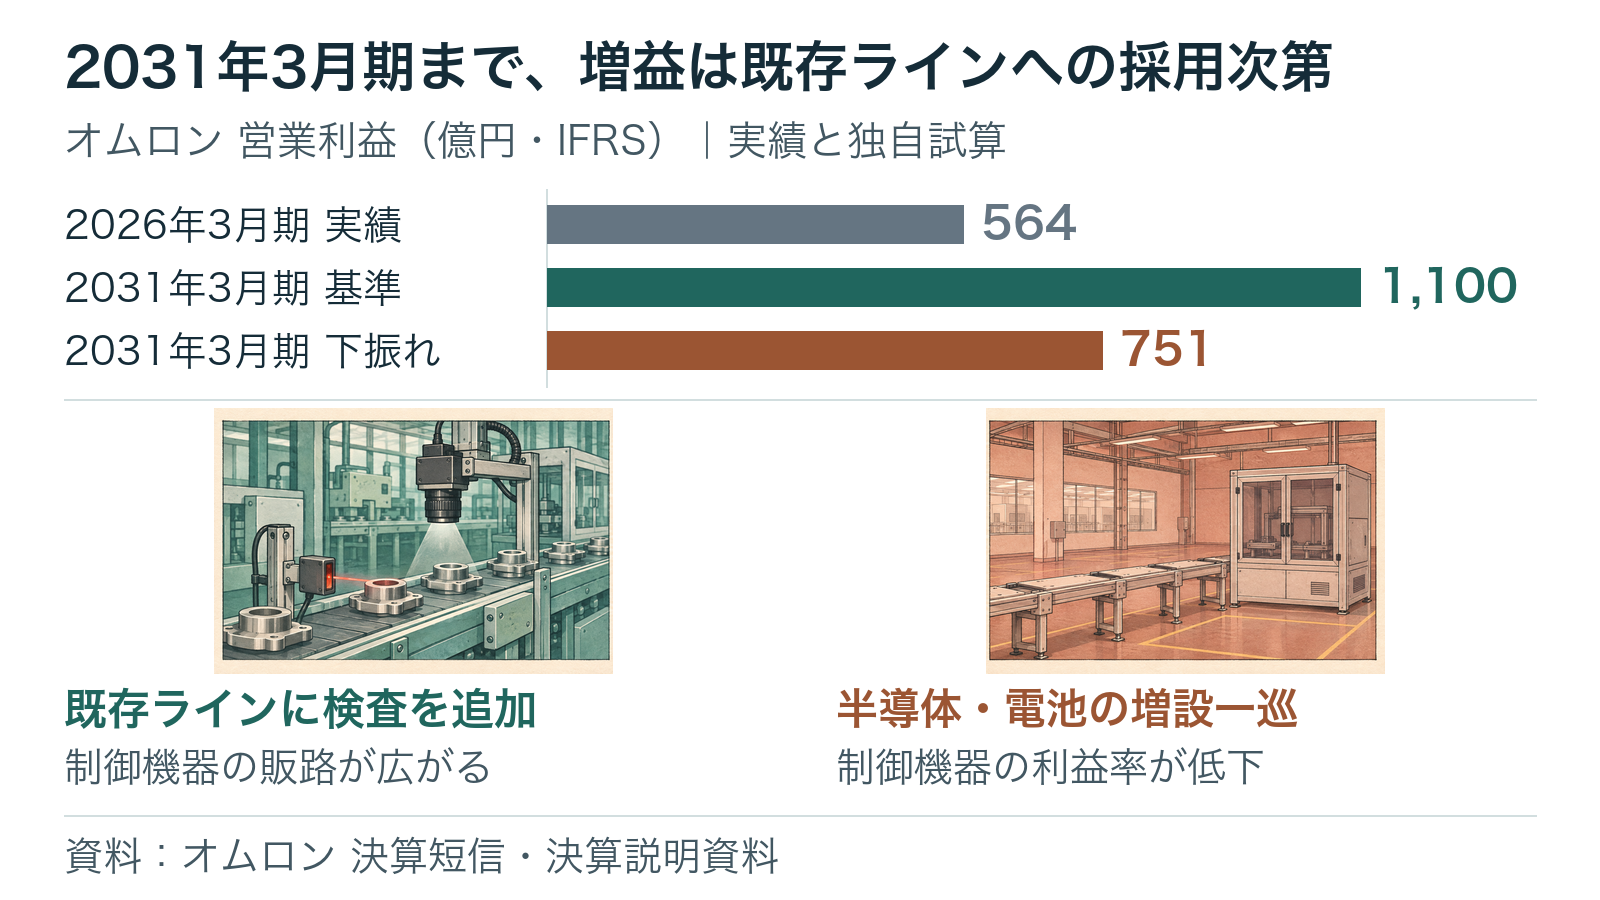 2031年3月期まで、増益は既存ラインへの採用次第
オムロン 営業利益（億円・IFRS）｜実績と独自試算
2026年3月期 実績 564
2031年3月期 基準 1,100
2031年3月期 下振れ 751
既存ラインに検査を追加
制御機器の販路が広がる
半導体・電池の増設一巡
制御機器の利益率が低下
資料：オムロン 決算短信・決算説明資料